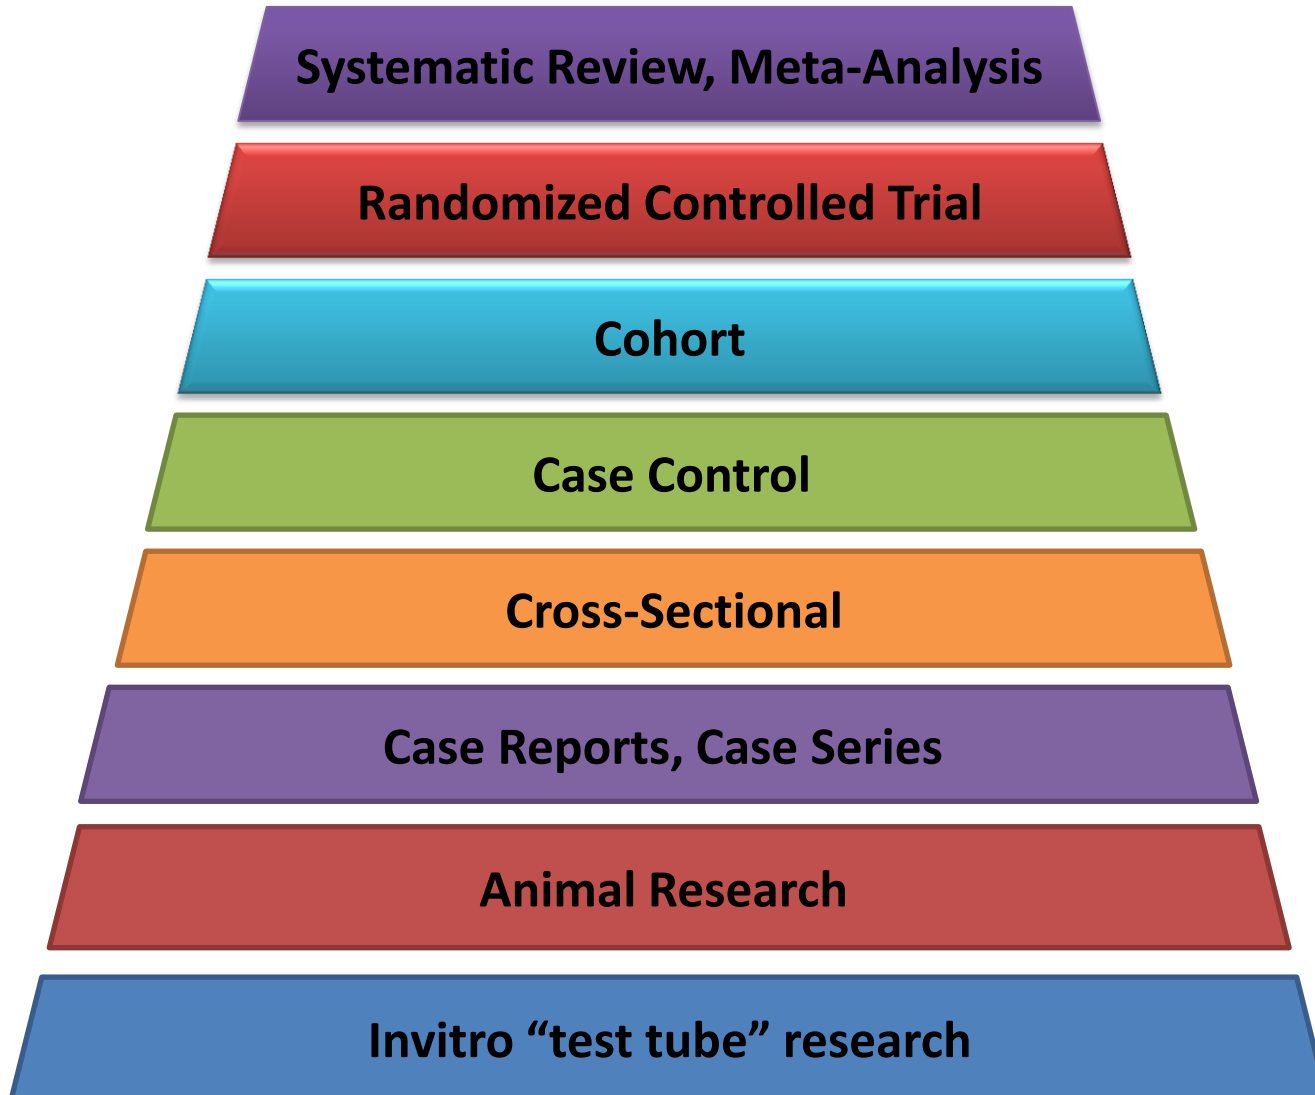 Systematic Review, Meta-Analysis
Randomized Controlled Trial
Cohort
Case Control
Cross-Sectional
Case Reports, Case Series
Animal Research
Invitro “test tube” research